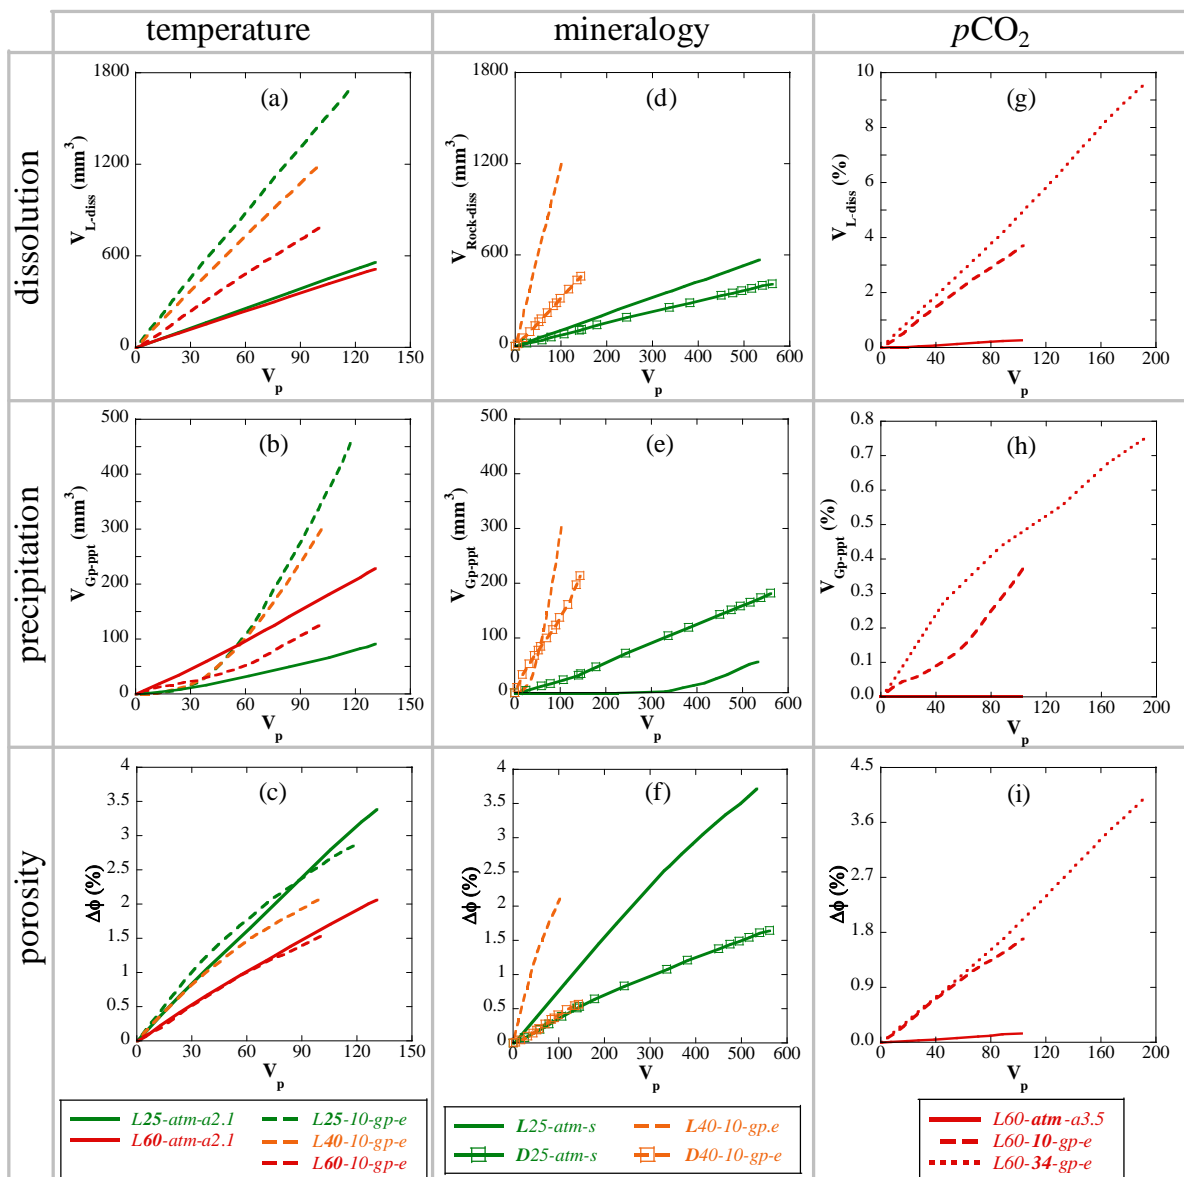 temperature mineralogy pCO₂
dissolution
(a)
V_L-diss (mm³)
1800
1200
600
0
0 30 60 90 120 150
V_p
(d)
V_Rock-diss (mm³)
1800
1200
600
0
0 100 200 300 400 500 600
V_p
(g)
V_L-diss (%)
10
8
6
4
2
0
0 40 80 120 160 200
V_p
precipitation
(b)
V_Gp-ppt (mm³)
500
400
300
200
100
0
0 30 60 90 120 150
V_p
(e)
V_Gp-ppt (mm³)
500
400
300
200
100
0
0 100 200 300 400 500 600
V_p
(h)
V_Gp-ppt (%)
0.8
0.7
0.6
0.5
0.4
0.3
0.2
0.1
0.0
0 40 80 120 160 200
V_p
porosity
(c)
Δϕ (%)
4
3.5
3
2.5
2
1.5
1
0.5
0
0 30 60 90 120 150
V_p
(f)
Δϕ (%)
4
3.5
3
2.5
2
1.5
1
0.5
0
0 100 200 300 400 500 600
V_p
(i)
Δϕ (%)
4.5
3.6
2.7
1.8
0.9
0.0
0 40 80 120 160 200
V_p
L25-atm-a2.1 L25-10-gp-e
L60-atm-a2.1 L40-10-gp-e
L60-10-gp-e
L25-atm-s L40-10-gp.e
D25-atm-s D40-10-gp-e
L60-atm-a3.5
L60-10-gp-e
L60-34-gp-e